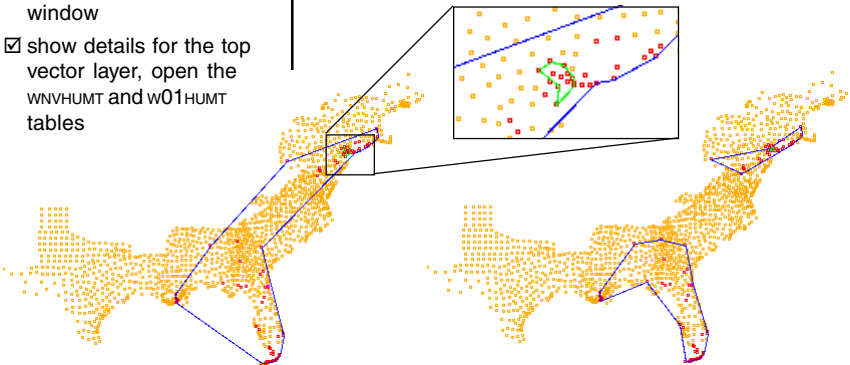 window
☑ show details for the top
vector layer, open the
WNVHUMT and W01HUMT
tables